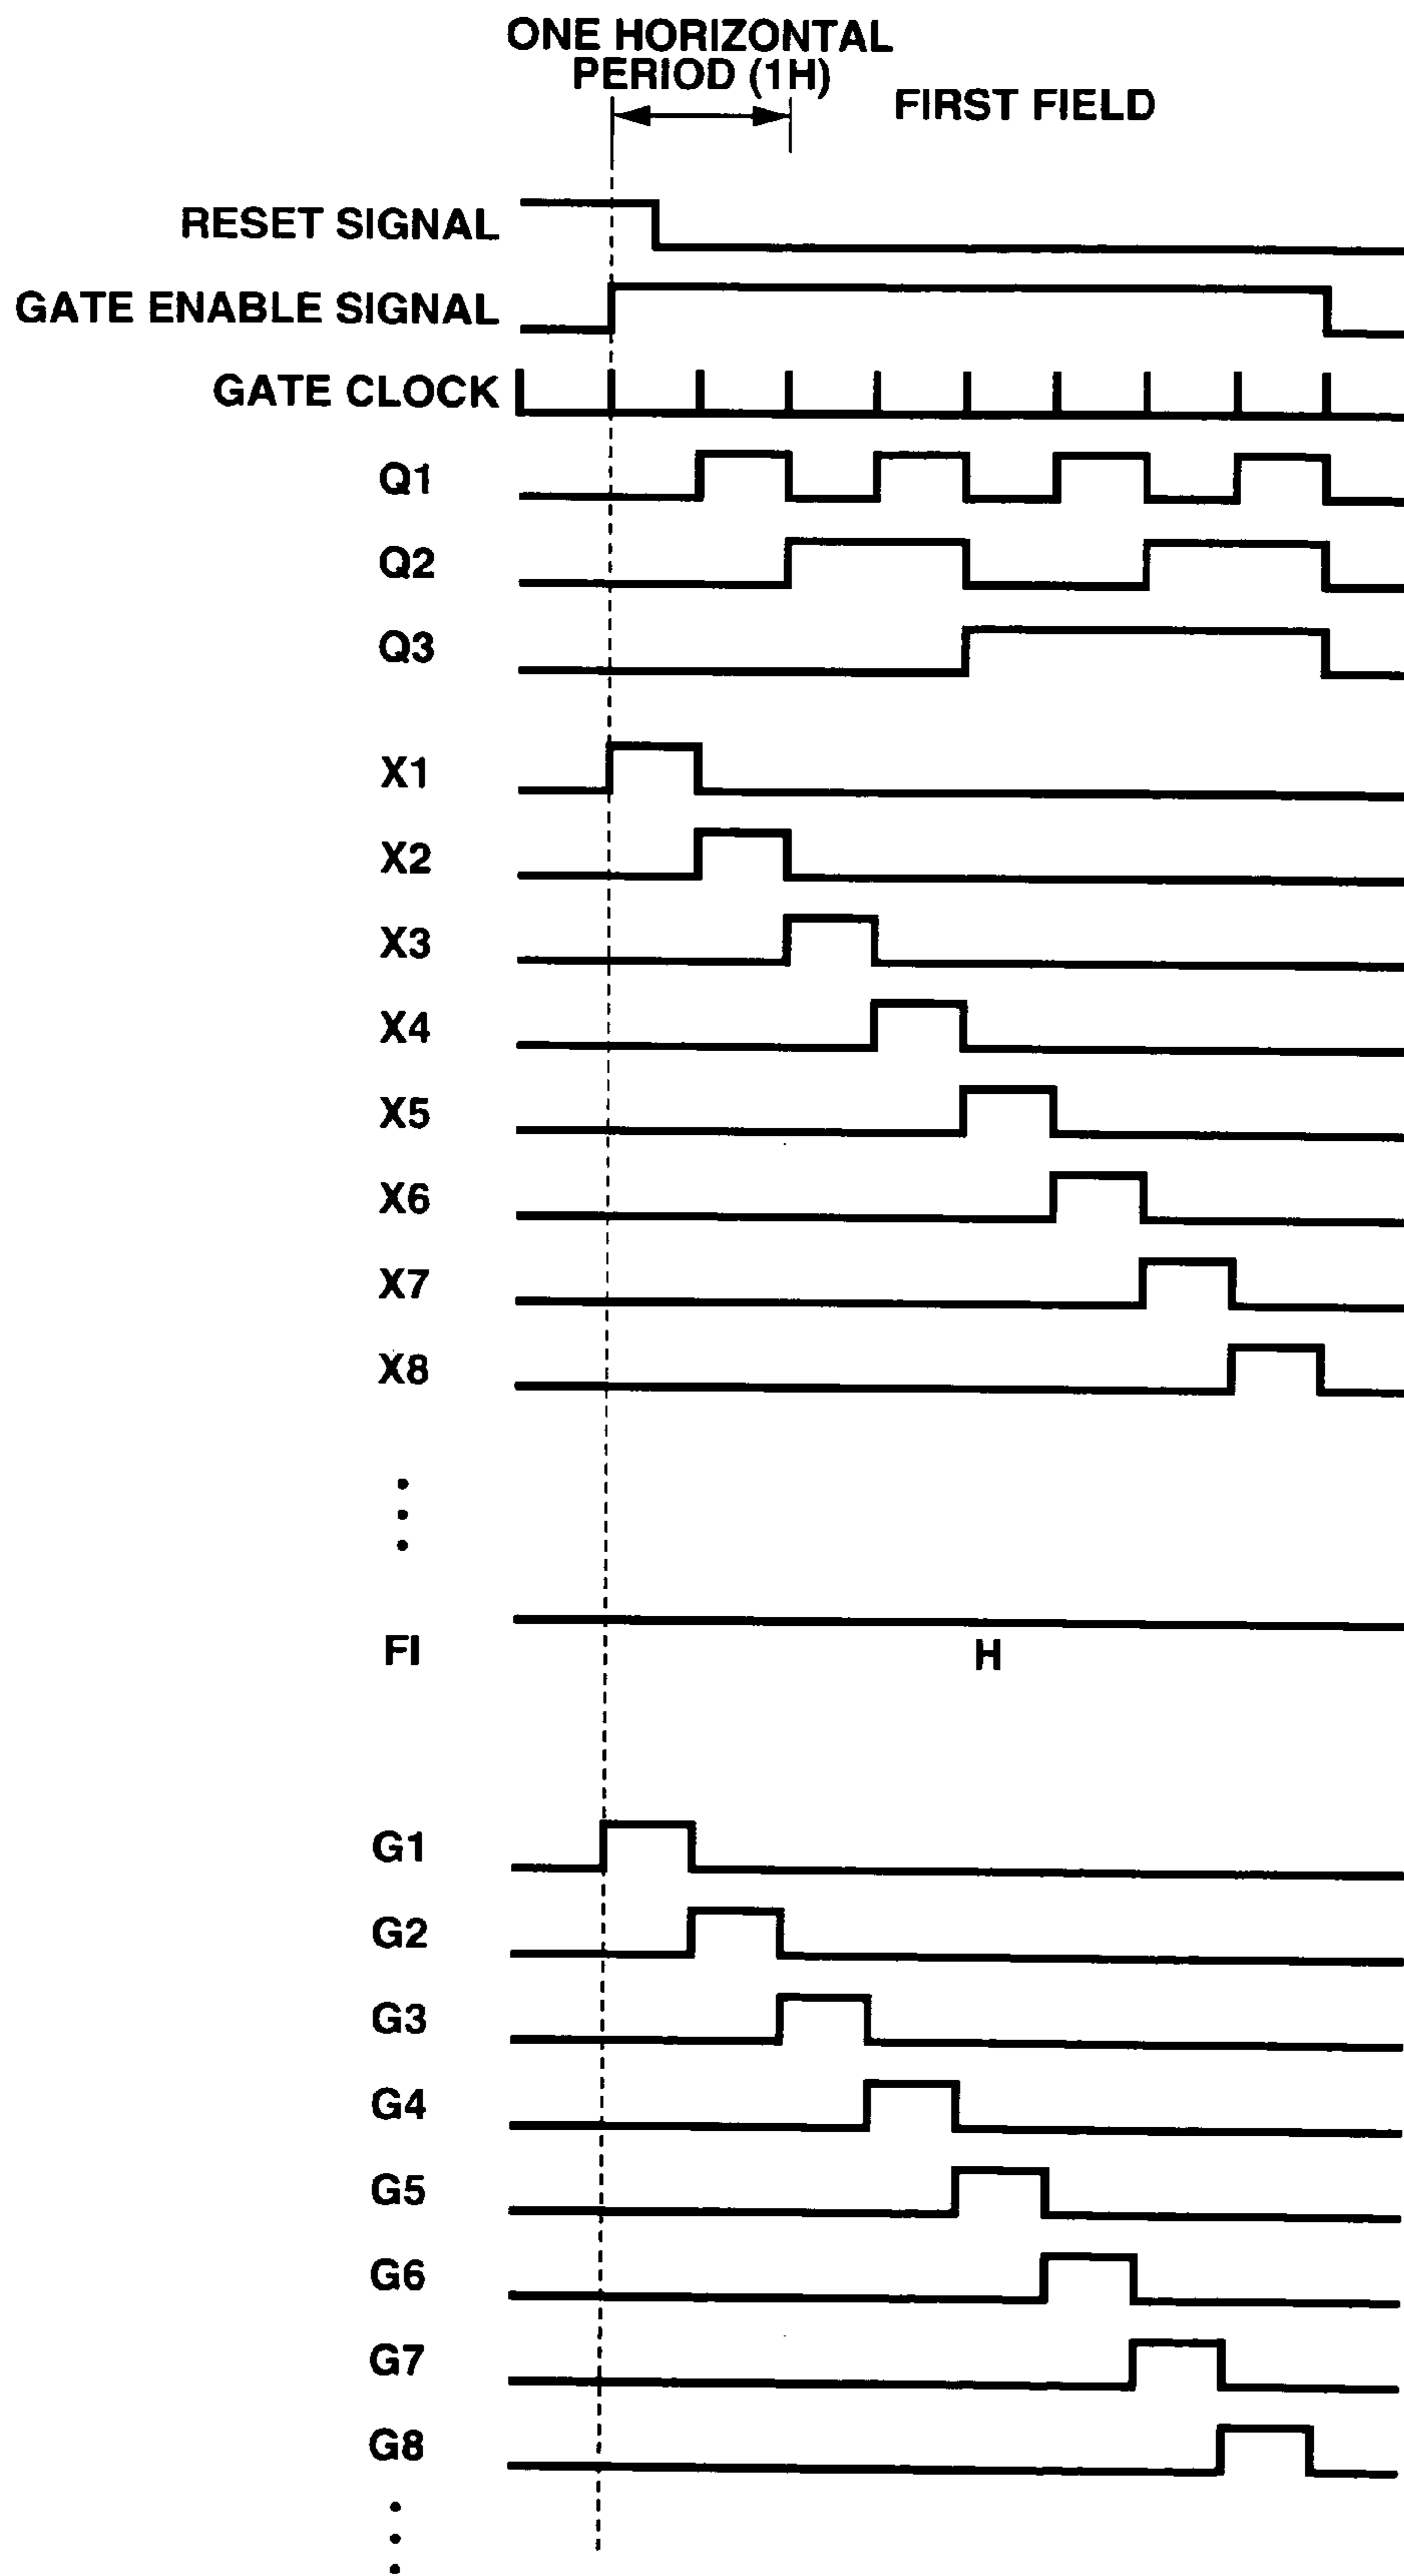 ONE HORIZONTAL
PERIOD (1H)
FIRST FIELD
RESET SIGNAL
GATE ENABLE SIGNAL
GATE CLOCK
Q1
Q2
Q3
X1
X2
X3
X4
X5
X6
X7
X8
FI
H
G1
G2
G3
G4
G5
G6
G7
G8